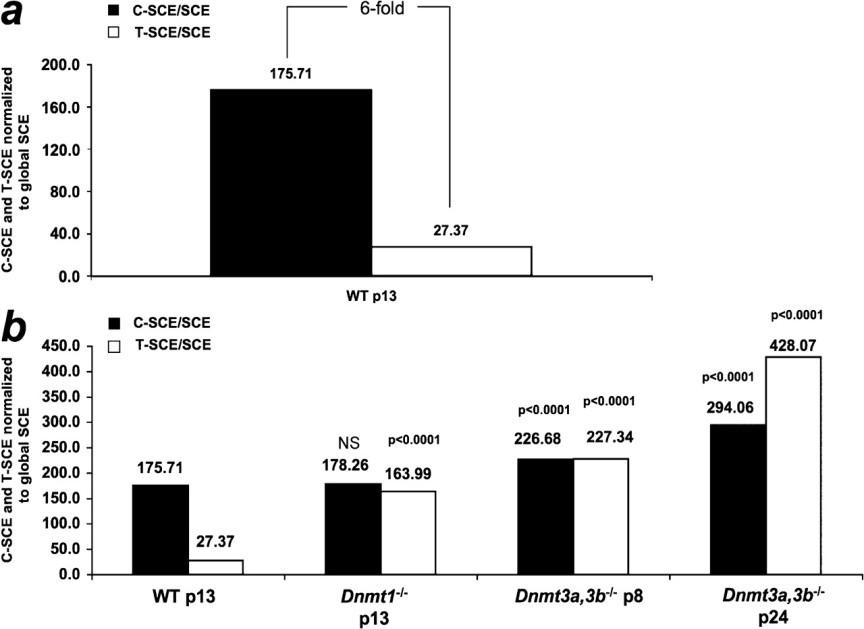 a
C-SCE/SCE
T-SCE/SCE
6-fold
C-SCE and T-SCE normalized
to global SCE
200.0
160.0
120.0
80.0
40.0
0.0
175.71
27.37
WT p13
b
C-SCE/SCE
T-SCE/SCE
C-SCE and T-SCE normalized
to global SCE
450.0
400.0
350.0
300.0
250.0
200.0
150.0
100.0
50.0
0.0
175.71
27.37
NS
178.26
p<0.0001
163.99
p<0.0001
226.68
p<0.0001
227.34
p<0.0001
294.06
p<0.0001
428.07
WT p13
Dnmt1-/-
p13
Dnmt3a,3b-/- p8
Dnmt3a,3b-/-
p24